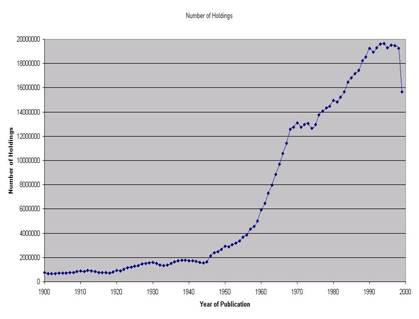 Number of Holdings
20000000
18000000
16000000
14000000
12000000
10000000
8000000
6000000
4000000
2000000
0
Number of Holdings
1900 1910 1920 1930 1940 1950 1960 1970 1980 1990 2000
Year of Publication